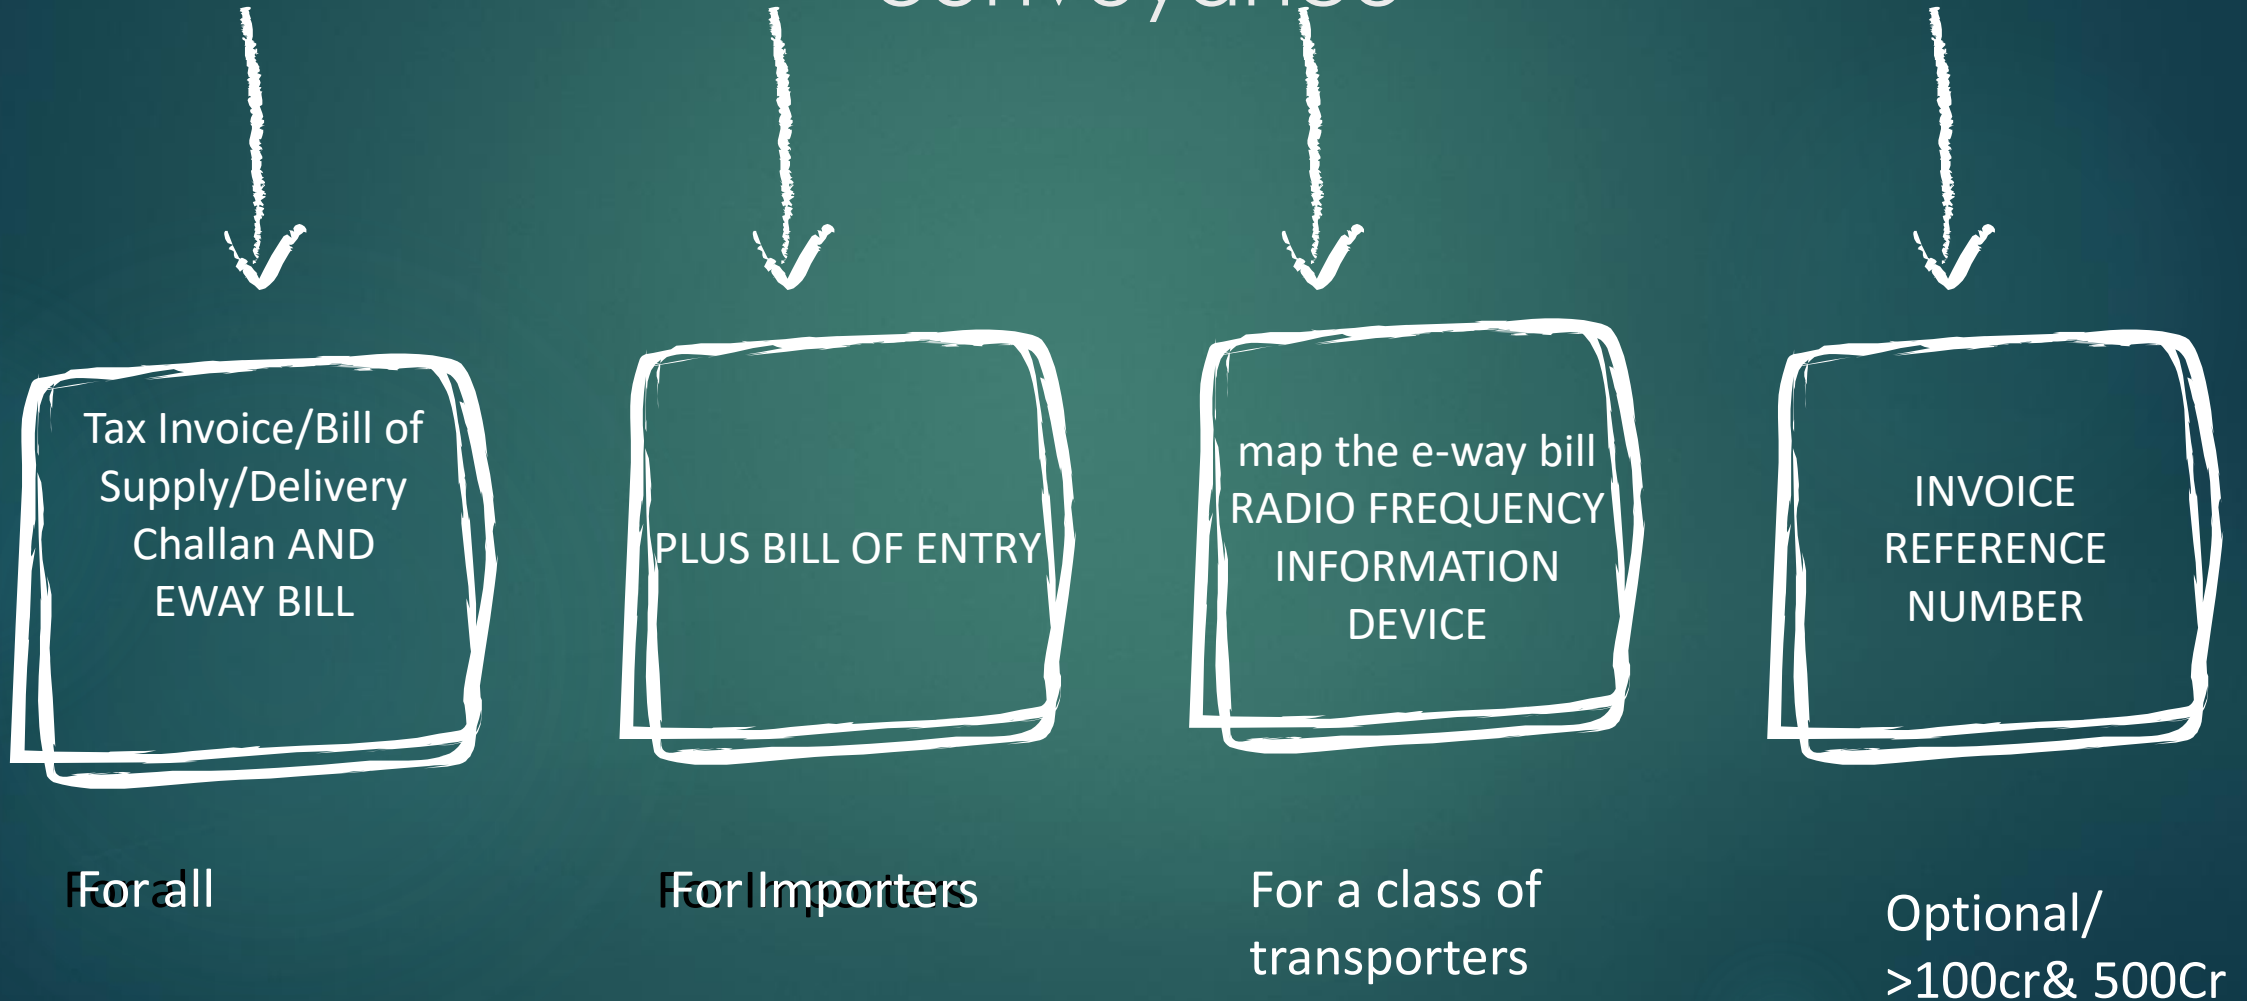 Conveyance
Tax Invoice/Bill of
Supply/Delivery
Challan AND
EWAY BILL
For all
PLUS BILL OF ENTRY
For Importers
map the e-way bill
RADIO FREQUENCY
INFORMATION
DEVICE
For a class of
transporters
INVOICE
REFERENCE
NUMBER
Optional/
>100cr& 500Cr